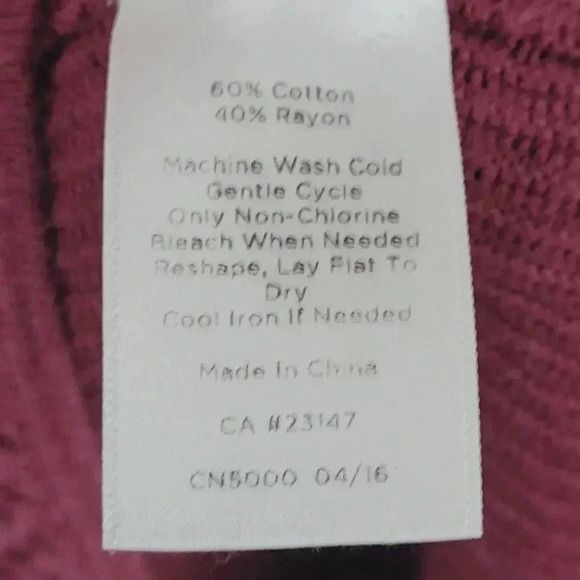 60% Cotton
40% Rayon
Machine Wash Cold
Gentle Cycle
Only Non-Chlorine
Bleach When Needed
Reshape, Lay Flat To
Dry
Cool Iron If Needed
Made In China
CA #23147
CN5000 04/16